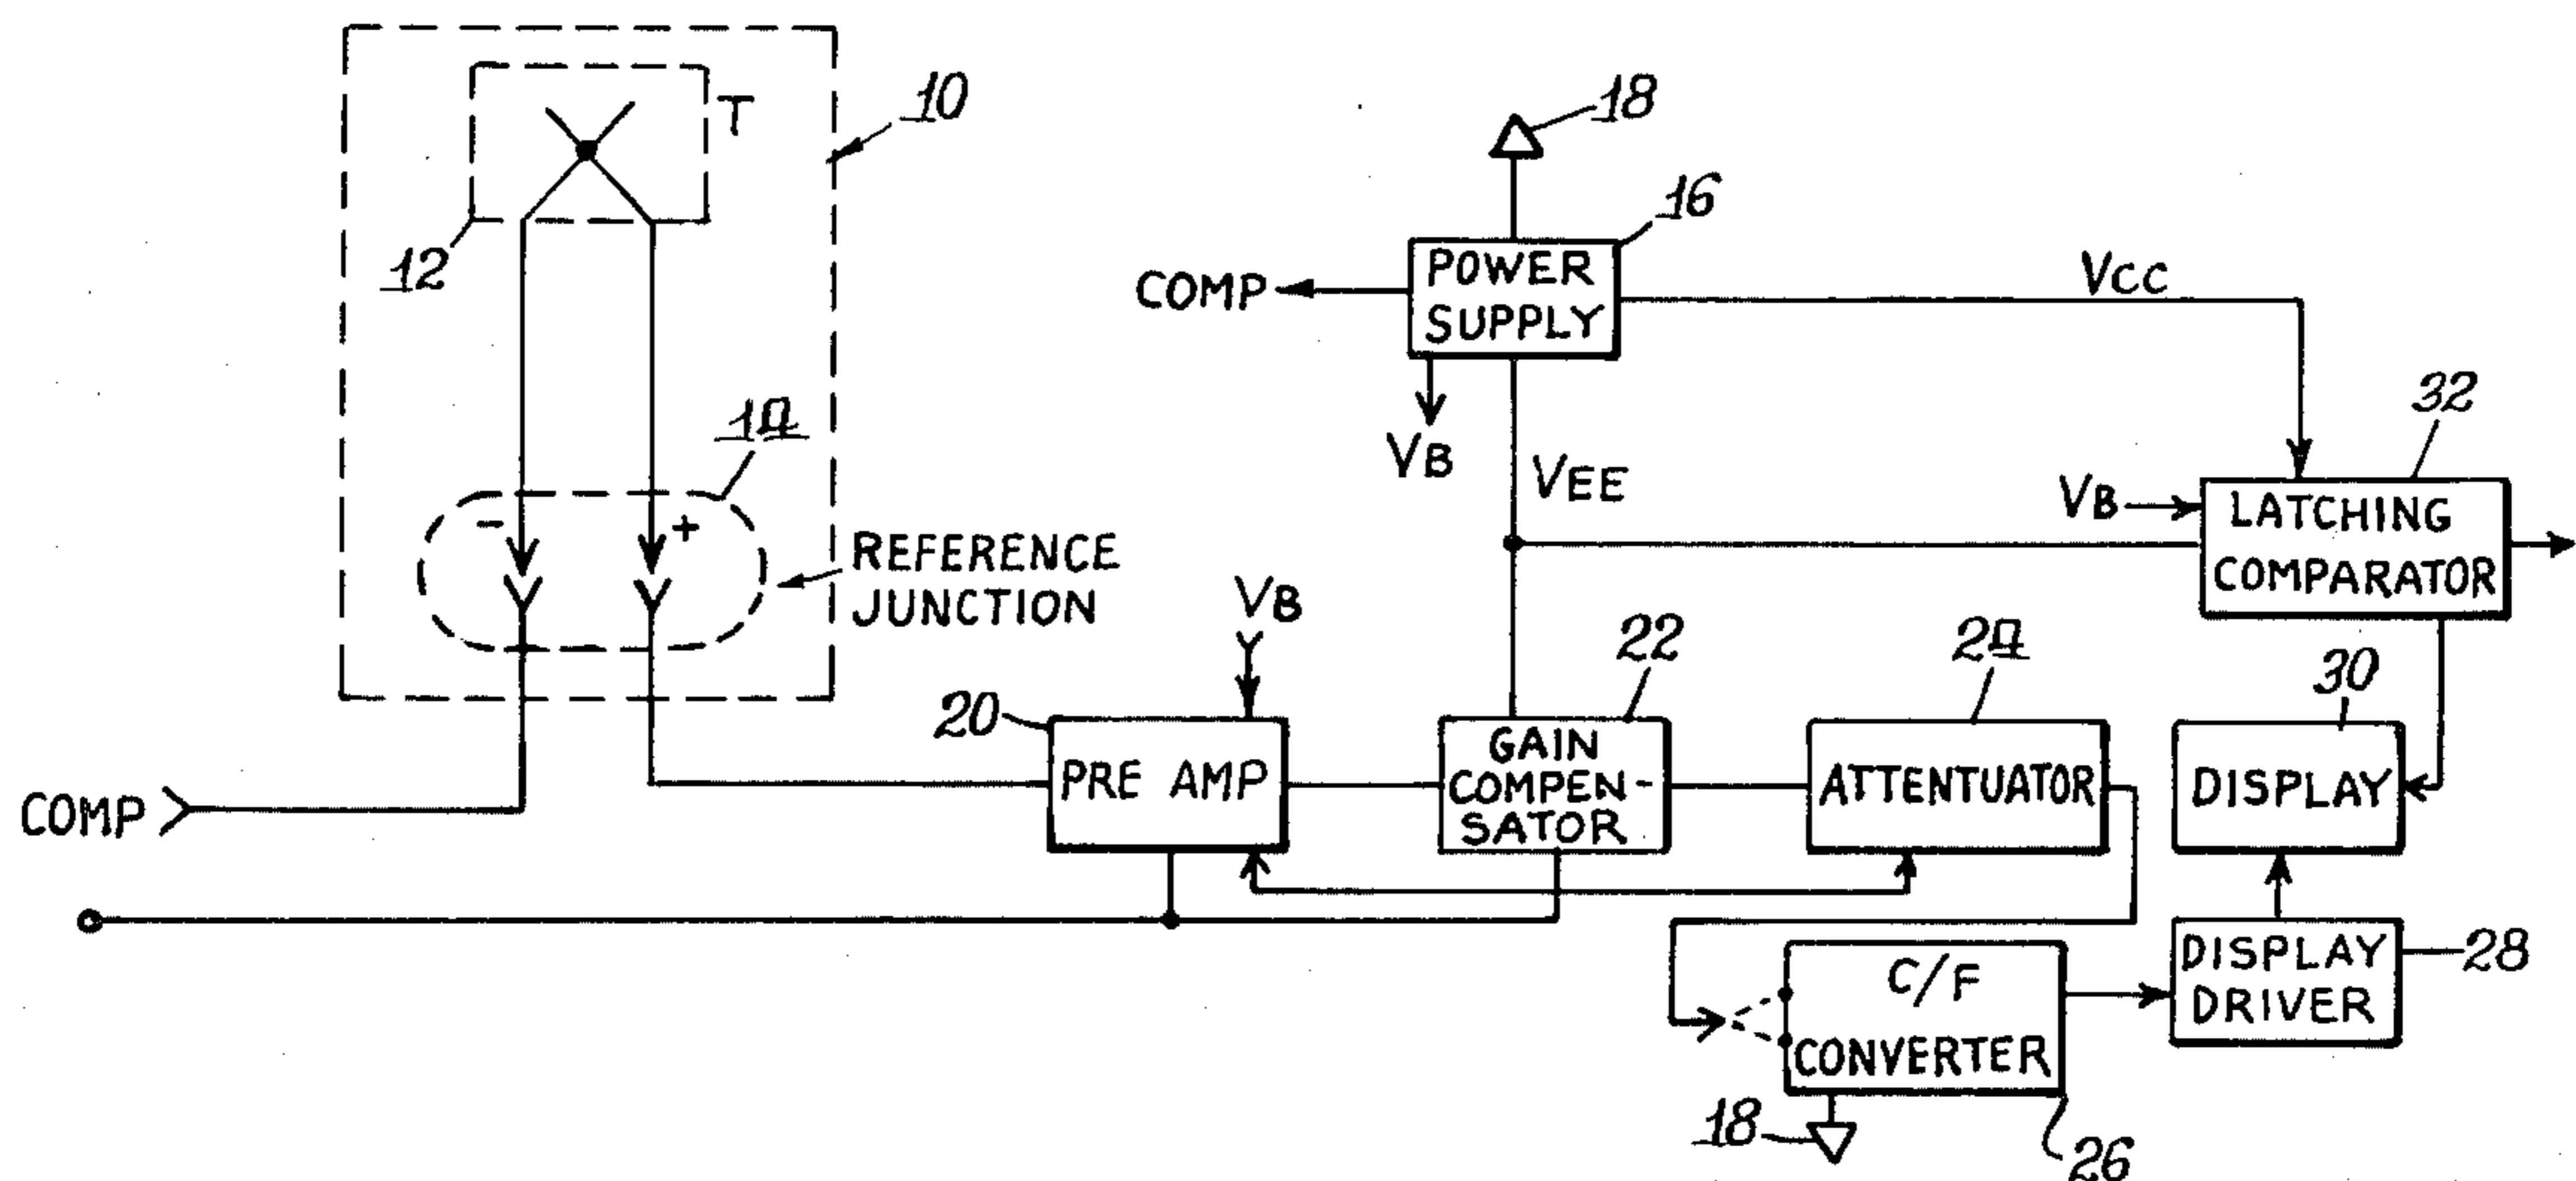 10
T
12
18
16
POWER
SUPPLY
COMP
VCC
VB
VEE
14
-
+
REFERENCE
JUNCTION
32
VB
LATCHING
COMPARATOR
VB
20
PRE AMP
22
GAIN
COMPEN-
SATOR
24
ATTENTUATOR
30
DISPLAY
COMP
C/F
CONVERTER
DISPLAY
DRIVER
28
18
26